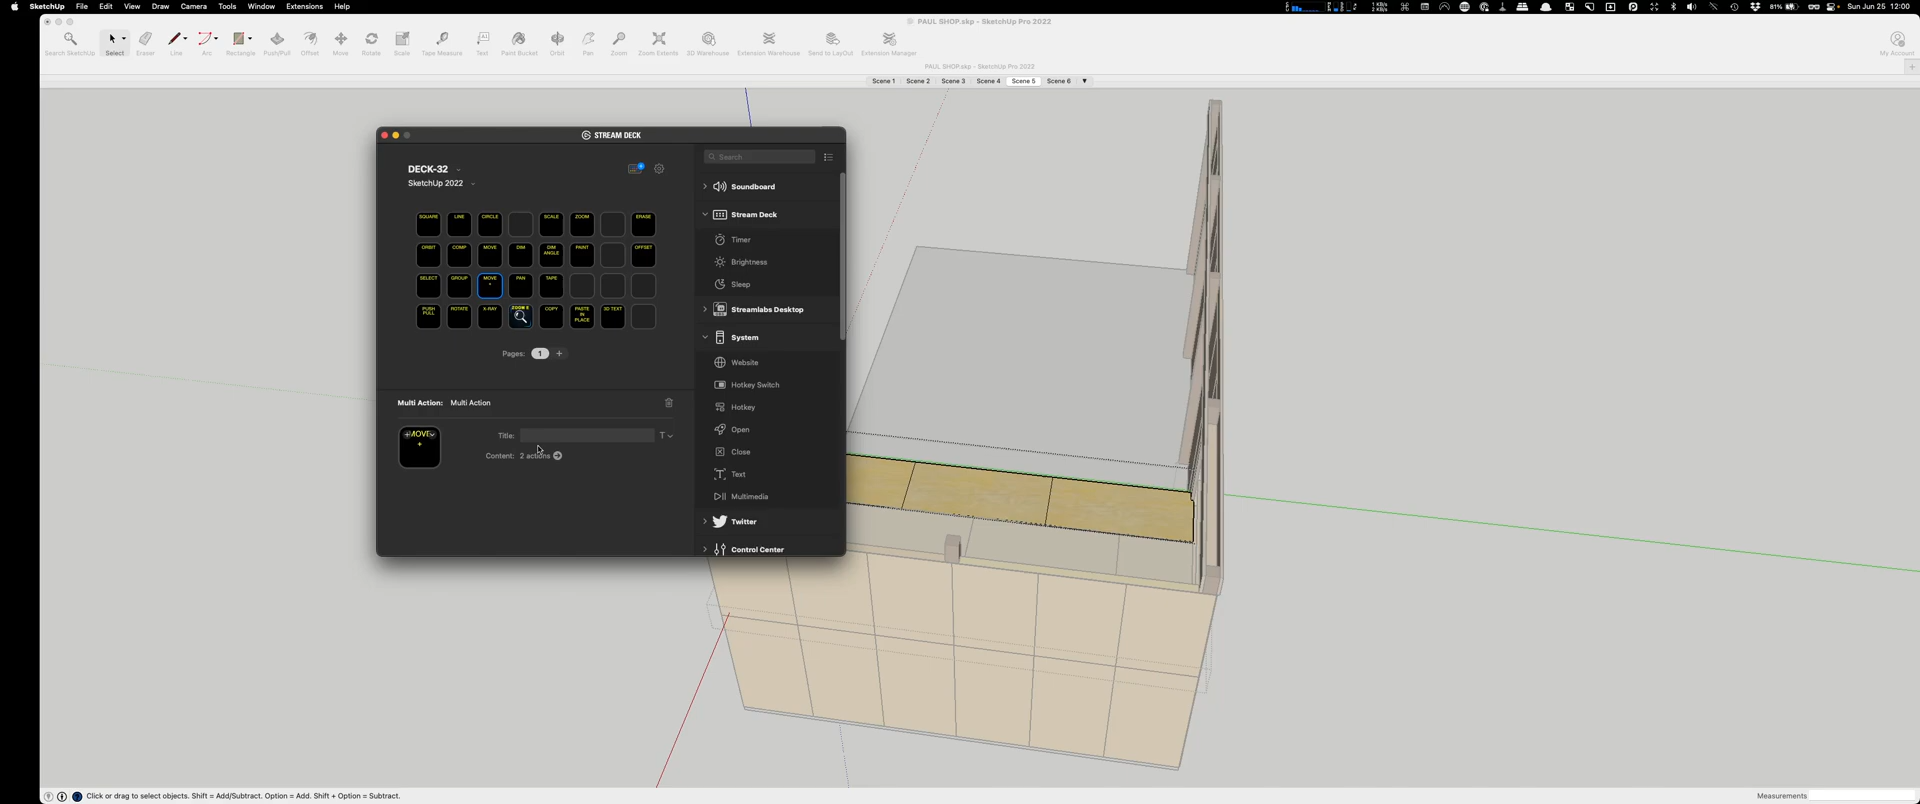 SketchUp File Edit View Draw Camera Tools Window Extensions Help
81% Sun Jun 25 12:00
PAUL SHOP.skp - SketchUp Pro 2022
Search SketchUp Select Eraser Line Arc Rectangle Push/Pull Offset Move Rotate Scale Tape Measure Text Paint Bucket Orbit Pan Zoom Zoom Extents 3D Warehouse Extension Warehouse Send to LayOut Extension Manager My Account
PAUL SHOP.skp - SketchUp Pro 2022
Scene 1 Scene 2 Scene 3 Scene 4 Scene 5 Scene 6
STREAM DECK
DECK-32
SketchUp 2022
SQUARE LINE CIRCLE SCALE ZOOM ERASE
ORBIT COMP MOVE DIM DIM ANGLE PAINT OFFSET
SELECT GROUP MOVE + PAN TAPE
PUSH PULL ROTATE X-RAY ZOOM E COPY PASTE IN PLACE 3D TEXT
Pages: 1 +
Multi Action: Multi Action
MOVE
+
Title:
T
Content: 2 actions
Search
Soundboard
Stream Deck
Timer
Brightness
Sleep
Streamlabs Desktop
System
Website
Hotkey Switch
Hotkey
Open
Close
Text
Multimedia
Twitter
Control Center
Click or drag to select objects. Shift = Add/Subtract. Option = Add. Shift + Option = Subtract.
Measurements